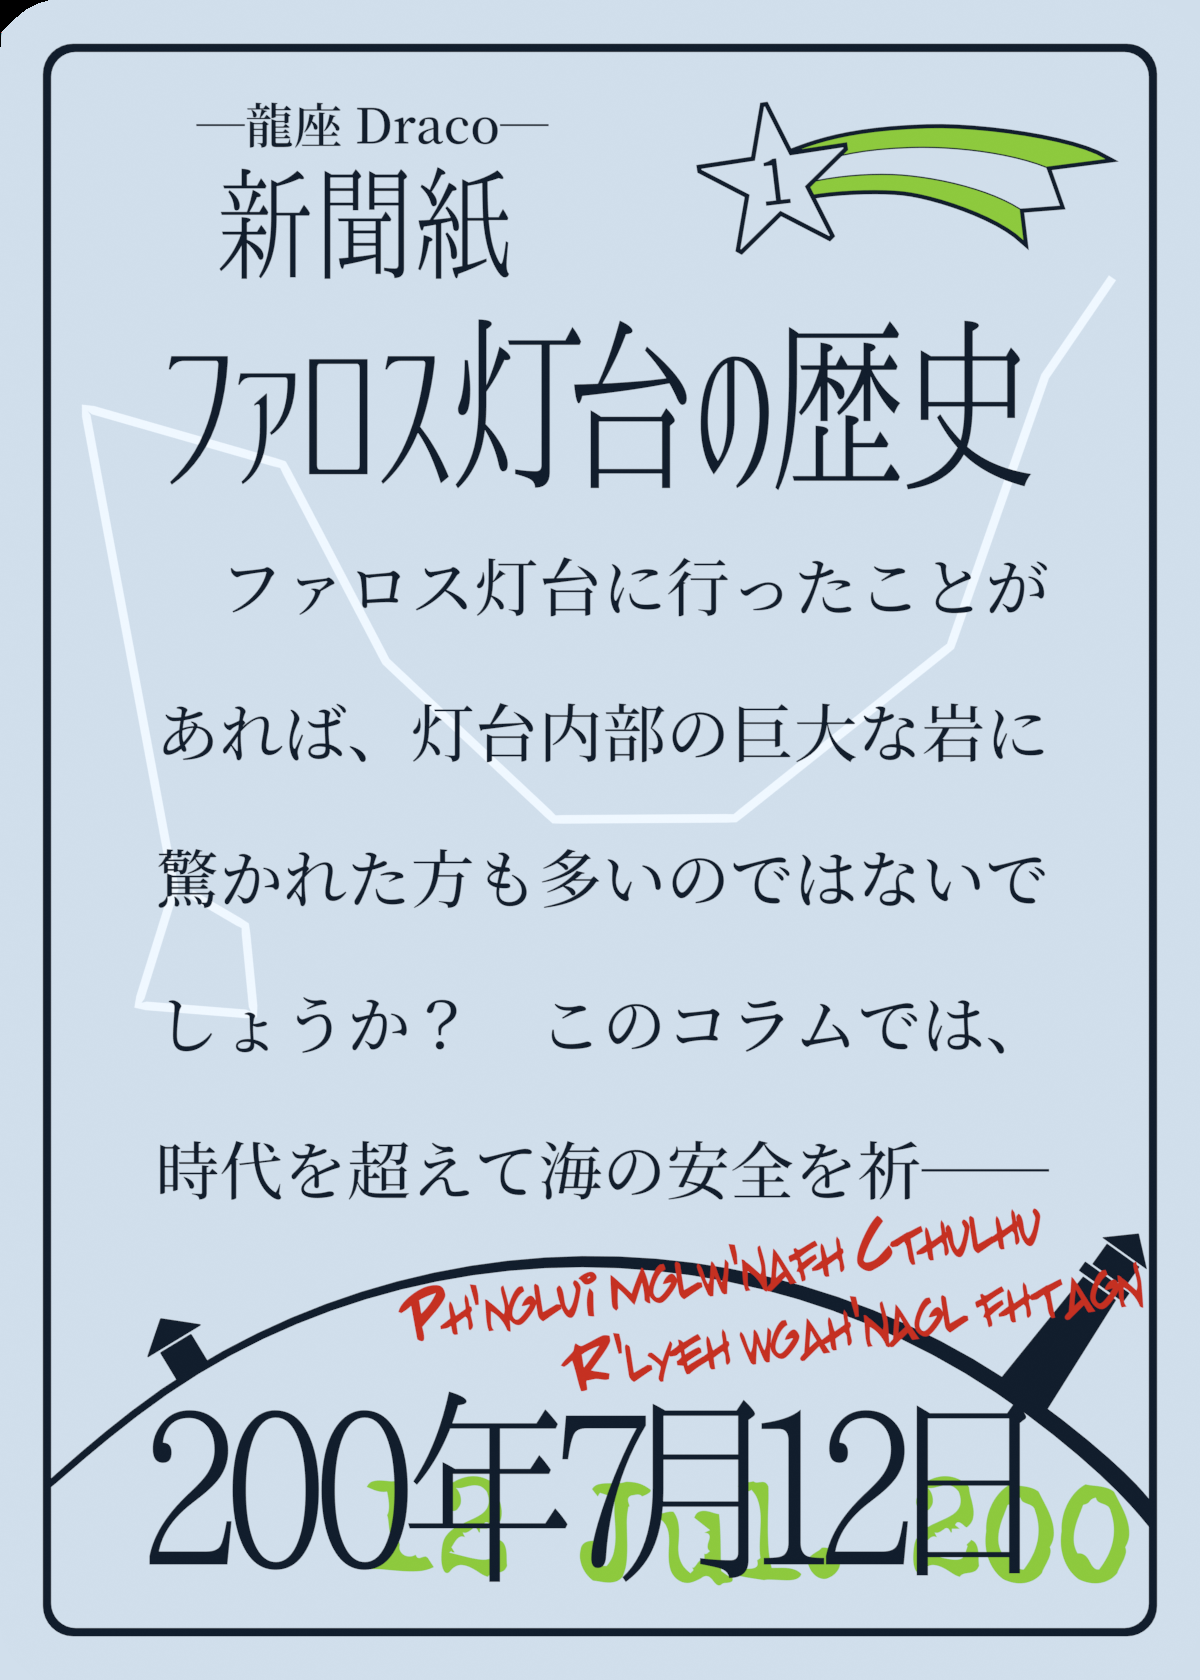 —龍座 Draco—
1
新聞紙
ファロス灯台の歴史
ファロス灯台に行ったことが
あれば、灯台内部の巨大な岩に
驚かれた方も多いのではないで
しょうか？　このコラムでは、
時代を超えて海の安全を祈——
Ph'nglui mglw'nafh Cthulhu
R'lyeh wgah'nagl fhtagn
200年7月12日
12 Jul. 200